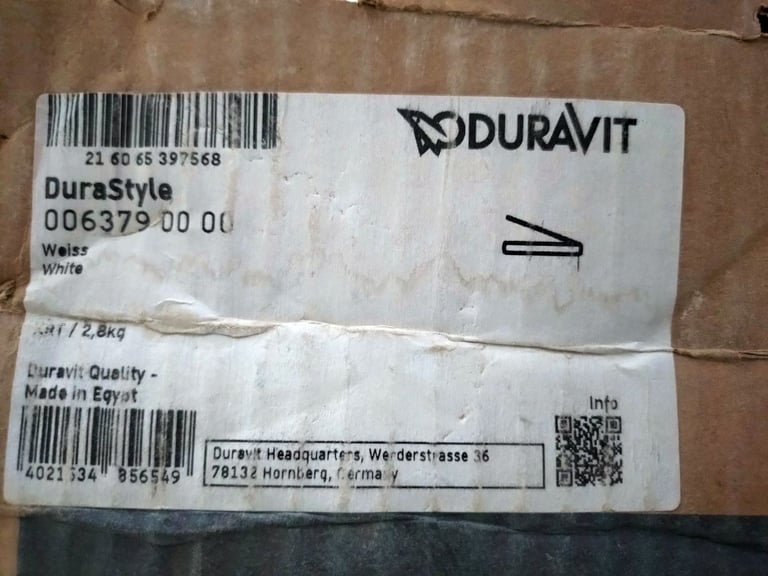 21 60 65 397568
DURAVIT
DuraStyle
006379 00 00
Weiss
White
/ 2,8kg
Duravit Quality -
Made in Egypt
Info
Duravit Headquarters, Werderstrasse 36
78132 Hornberg, Germany
4021534 856549